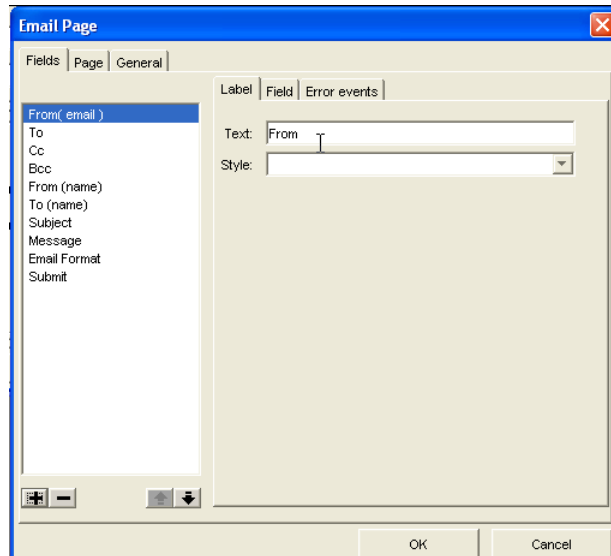 Email Page
Fields Page General
Label Field Error events
From( email )
To
Cc
Bcc
From (name)
To (name)
Subject
Message
Email Format
Submit
Text: From
Style:
OK Cancel